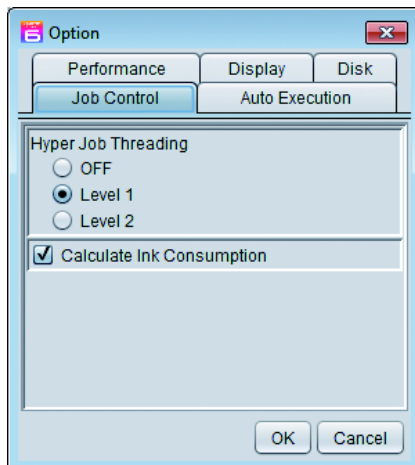 Option
Performance Display Disk
Job Control Auto Execution
Hyper Job Threading
OFF
Level 1
Level 2
Calculate Ink Consumption
OK Cancel